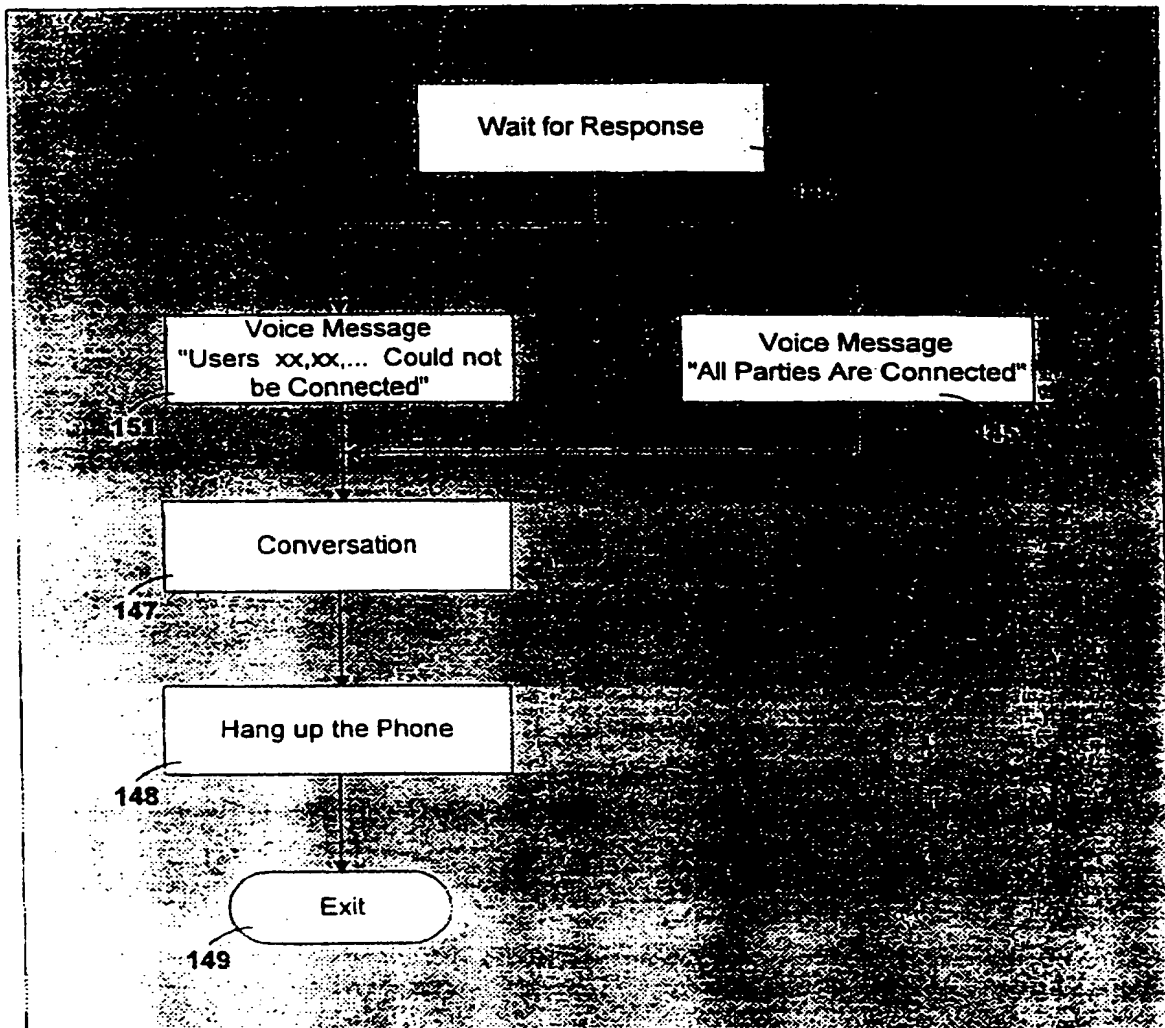 Wait for Response
Voice Message
"Users xx,xx,... Could not
be Connected"
Voice Message
"All Parties Are Connected"
151
Conversation
147
Hang up the Phone
148
Exit
149